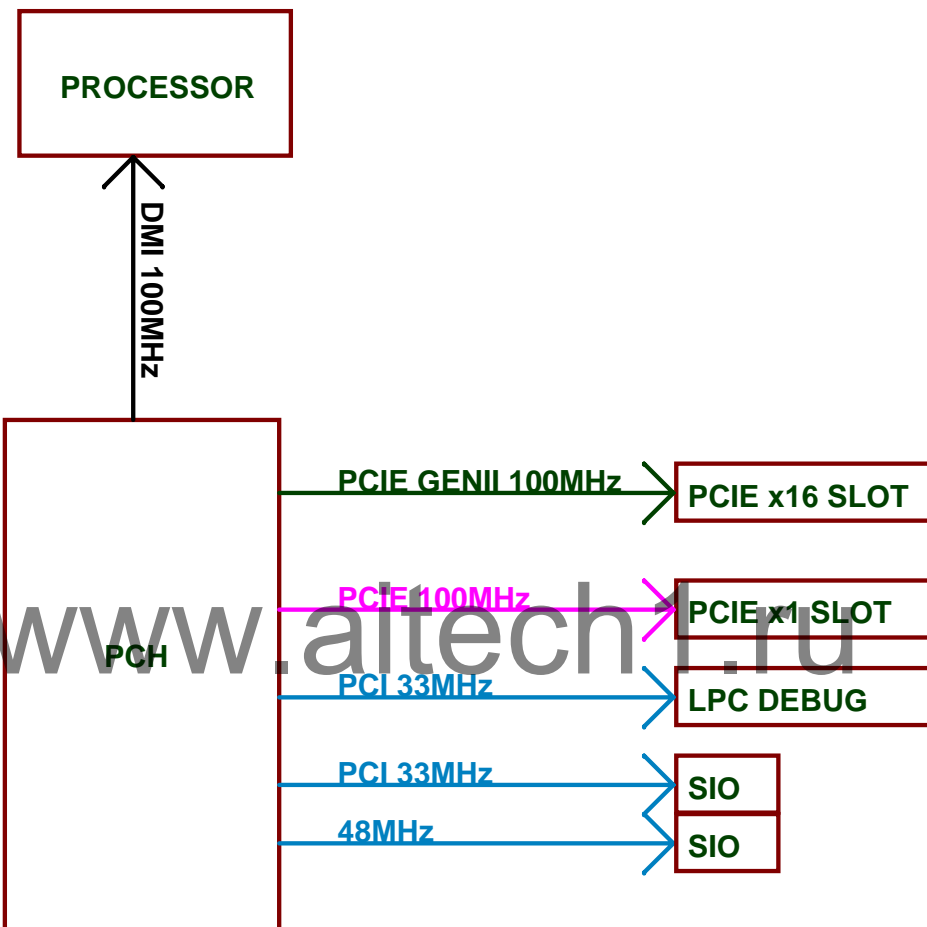 PROCESSOR
DMI 100MHz
PCIE GENII 100MHz
PCIE x16 SLOT
PCIE 100MHz
PCIE x1 SLOT
www.aitech1.ru
PCH
PCI 33MHz
LPC DEBUG
PCI 33MHz
SIO
48MHz
SIO